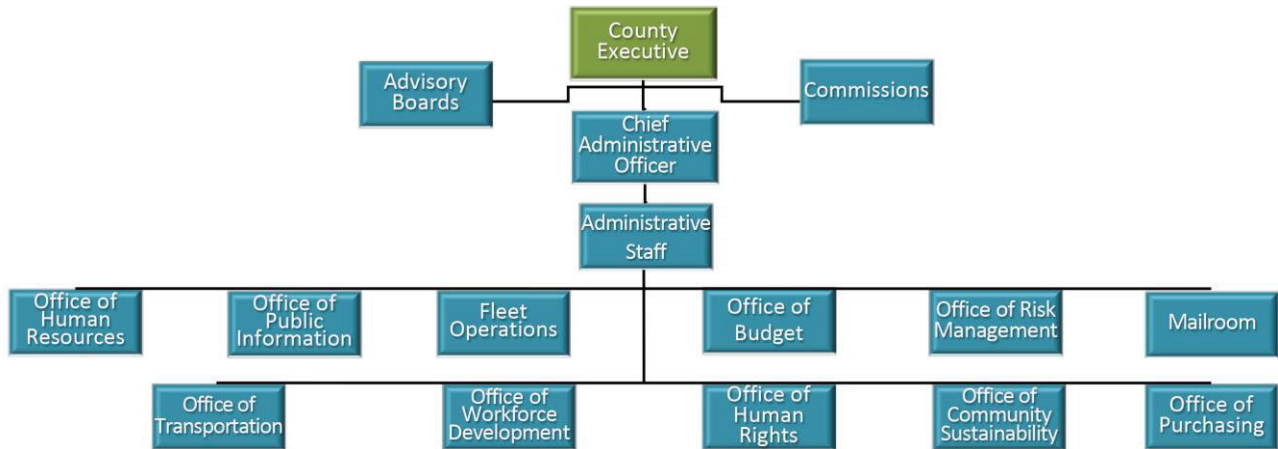 County
Executive
Advisory
Boards
Commissions
Chief
Administrative
Officer
Administrative
Staff
Office of
Human
Resources
Office of
Public
Information
Fleet
Operations
Office of
Budget
Office of Risk
Management
Mailroom
Office of
Transportation
Office of
Workforce
Development
Office of
Human
Rights
Office of
Community
Sustainability
Office of
Purchasing